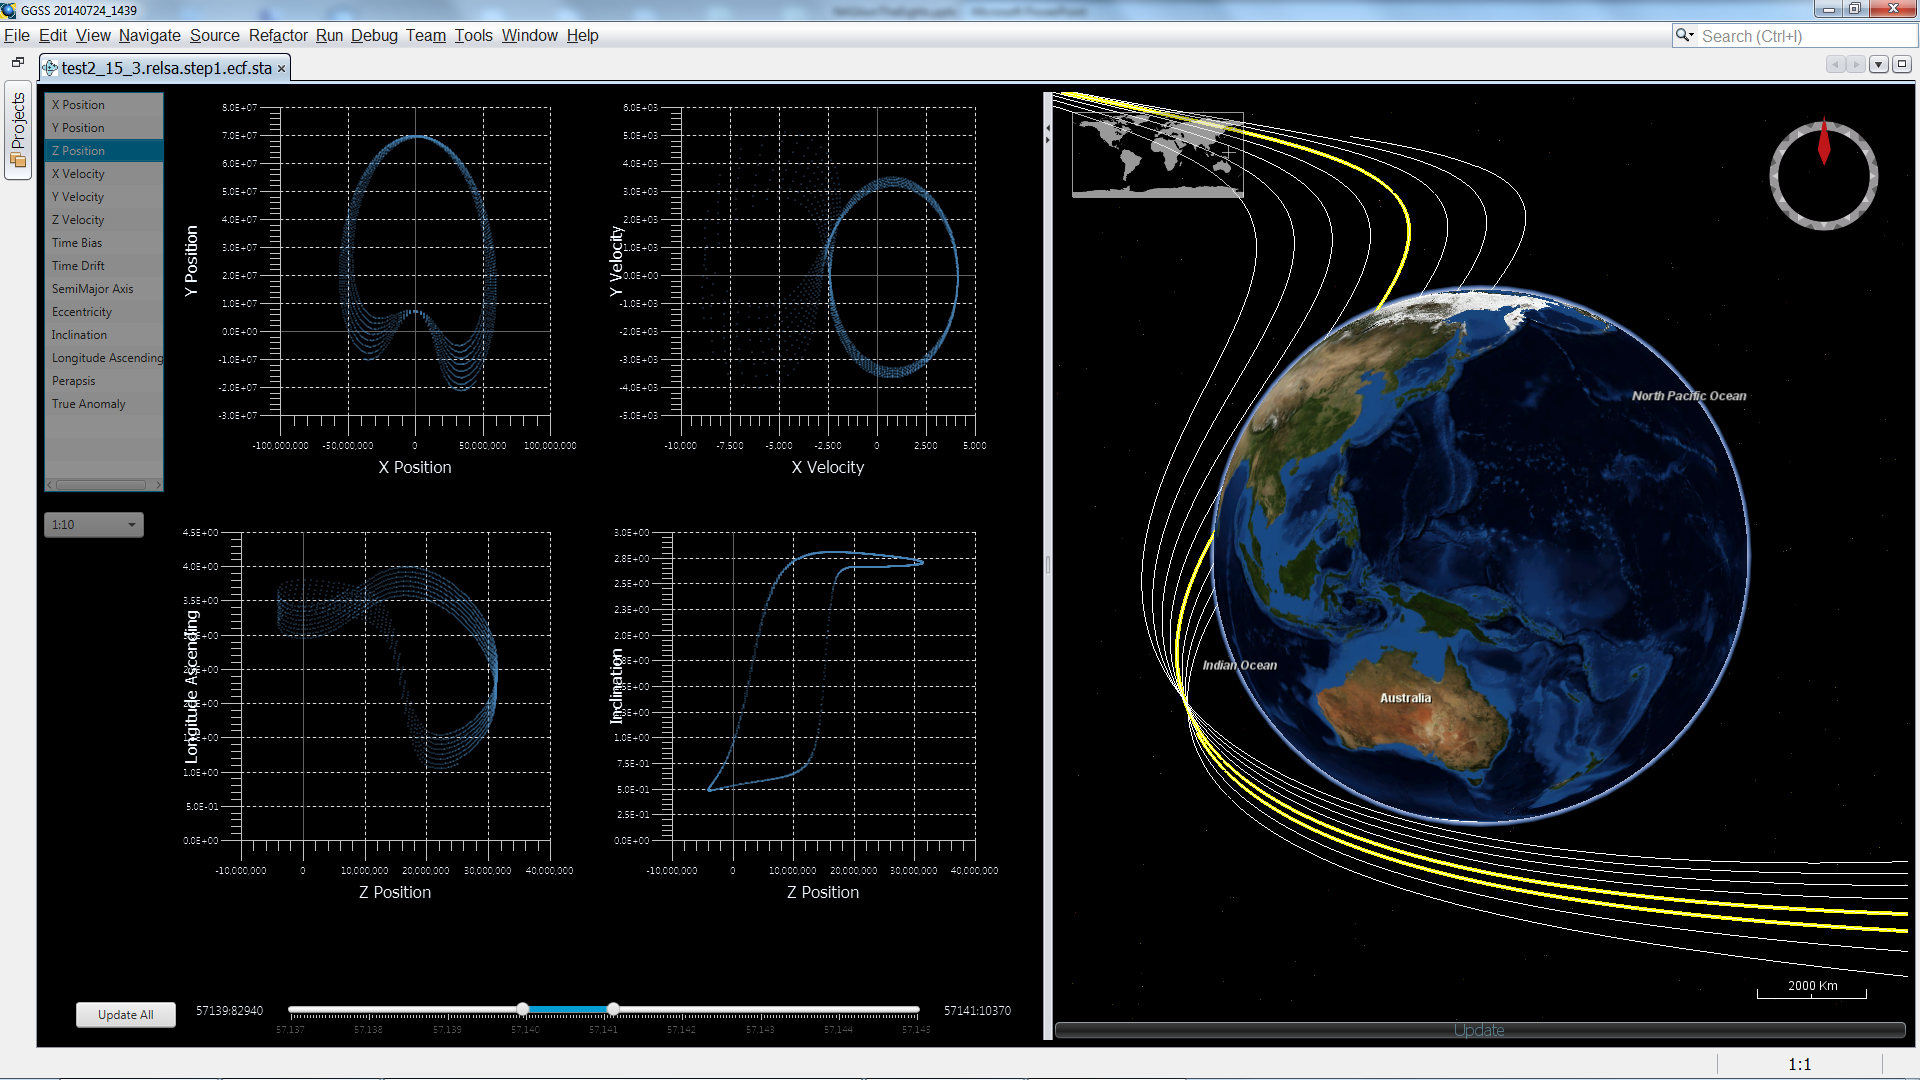 GGSS 20140724_1439
File Edit View Navigate Source Refactor Run Debug Team Tools Window Help
Search (Ctrl+I)
test2_15_3.relsa.step1.ecf.sta
Projects
X Position
Y Position
Z Position
X Velocity
Y Velocity
Z Velocity
Time Bias
Time Drift
SemiMajor Axis
Eccentricity
Inclination
Longitude Ascending
Perapsis
True Anomaly
1:10
Y Position
8.0E+07
7.0E+07
6.0E+07
5.0E+07
4.0E+07
3.0E+07
2.0E+07
1.0E+07
0.0E+00
-1.0E+07
-2.0E+07
-3.0E+07
-100,000,000 -50,000,000 0 50,000,000 100,000,000
X Position
Y Velocity
6.0E+03
5.0E+03
4.0E+03
3.0E+03
2.0E+03
1.0E+03
0.0E+00
-1.0E+03
-2.0E+03
-3.0E+03
-4.0E+03
-5.0E+03
-10,000 -7,500 -5,000 -2,500 0 2,500 5,000
X Velocity
Longitude Ascending
4.5E+00
4.0E+00
3.5E+00
1.0E+00
5.0E-01
0.0E+00
-10,000,000 0 10,000,000 20,000,000 30,000,000 40,000,000
Z Position
Inclination
3.0E+00
2.8E+00
2.5E+00
2.3E+00
2.0E+00
1.0E+00
7.5E-01
5.0E-01
2.5E-01
0.0E+00
-10,000,000 0 10,000,000 20,000,000 30,000,000 40,000,000
Z Position
North Pacific Ocean
Indian Ocean
Australia
2000 Km
Update All
57139:82940
57,137 57,138 57,139 57,140 57,141 57,142 57,143 57,144 57,145
57141:10370
Update
1:1